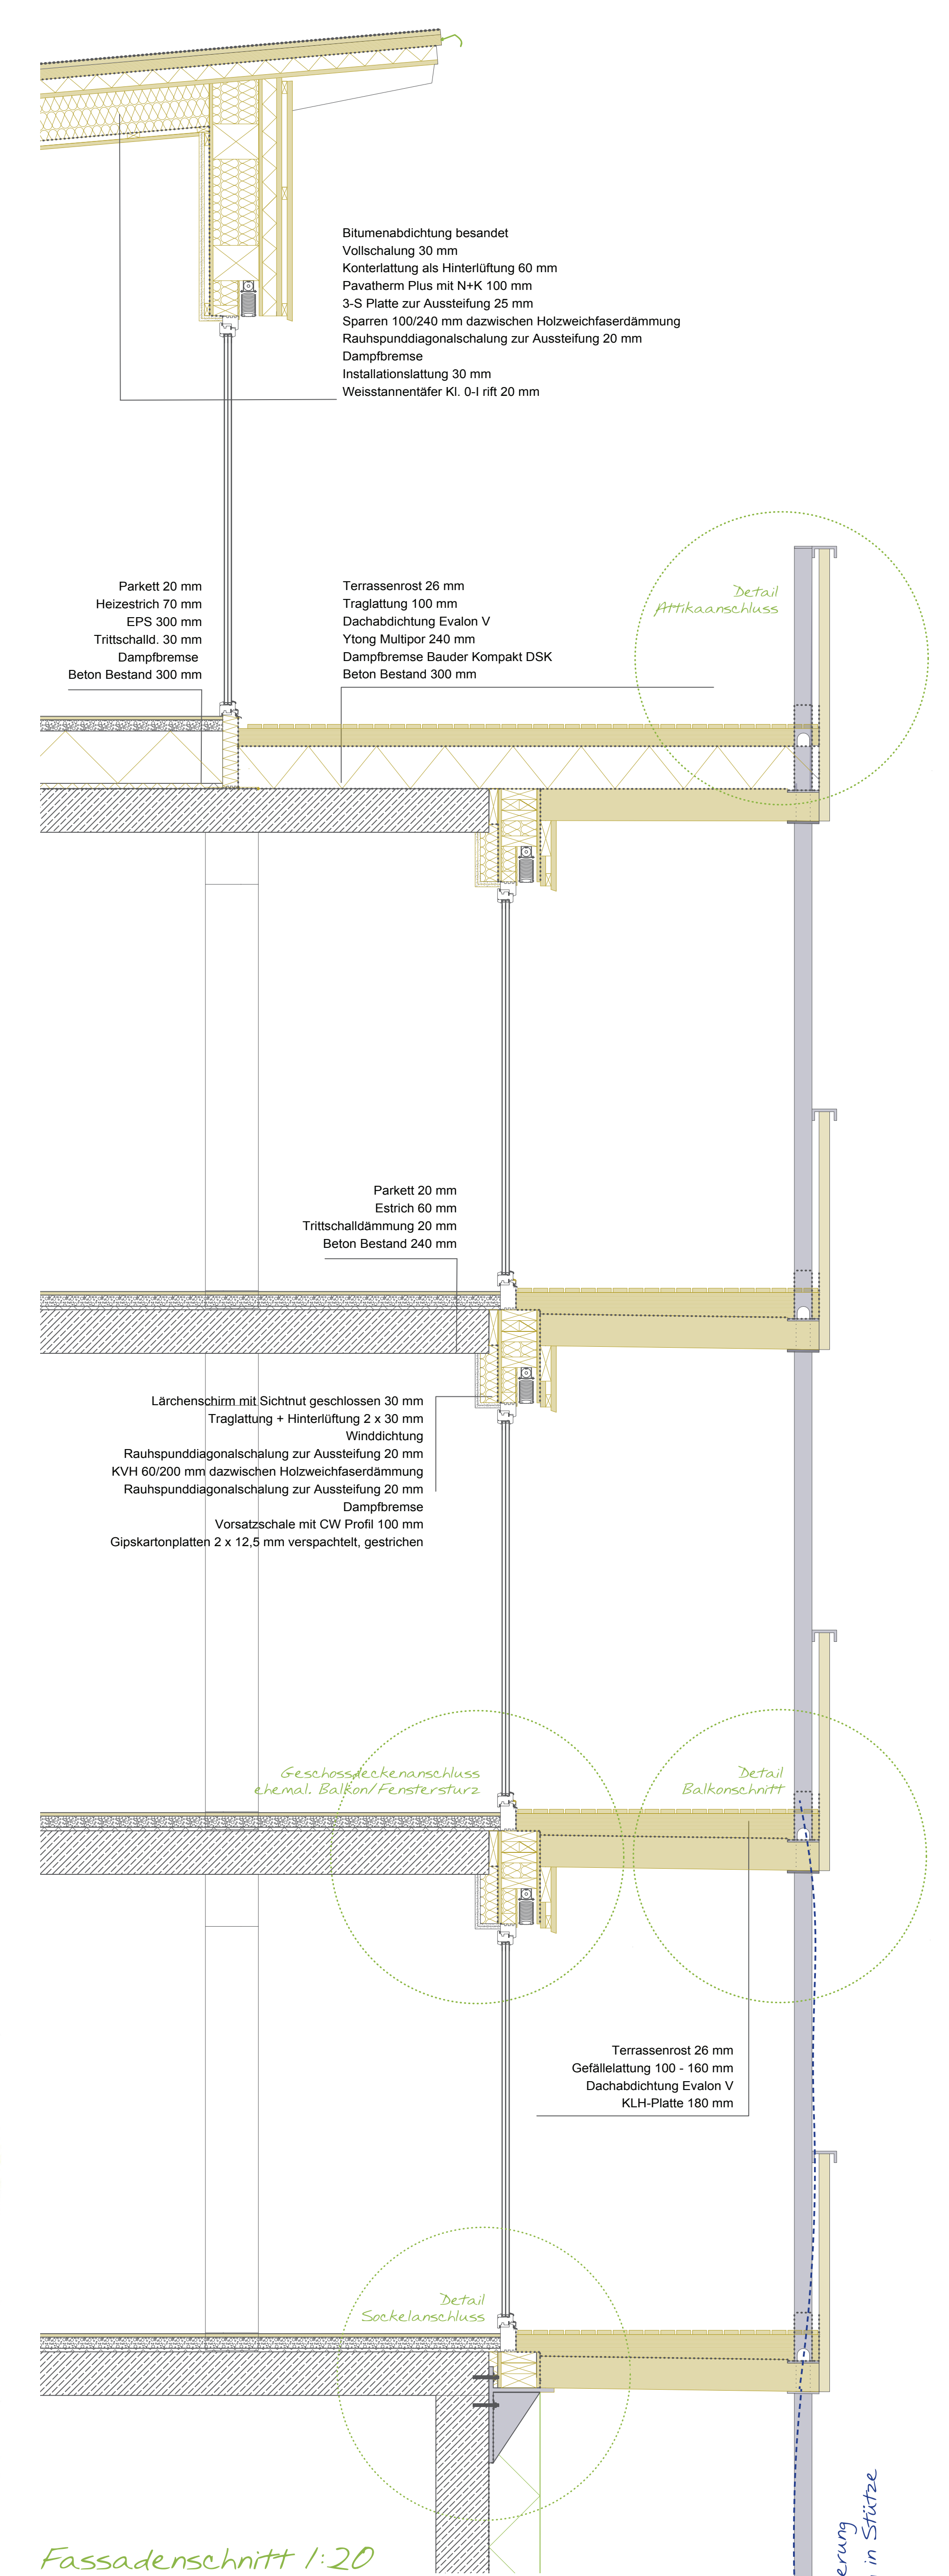 Bitumenabdichtung besandet
Vollschalung 30 mm
Konterlattung als Hinterlüftung 60 mm
Pavatherm Plus mit N+K 100 mm
3-S Platte zur Aussteifung 25 mm
Sparren 100/240 mm dazwischen Holzweichfaserdämmung
Rauhspunddiagonalschalung zur Aussteifung 20 mm
Dampfbremse
Installationslattung 30 mm
Weisstannentäfer Kl. 0-I rift 20 mm
Parkett 20 mm
Heizestrich 70 mm
EPS 300 mm
Trittschalld. 30 mm
Dampfbremse
Beton Bestand 300 mm
Terrassenrost 26 mm
Traglattung 100 mm
Dachabdichtung Evalon V
Ytong Multipor 240 mm
Dampfbremse Bauder Kompakt DSK
Beton Bestand 300 mm
Detail
Attikaanschluss
Parkett 20 mm
Estrich 60 mm
Trittschalldämmung 20 mm
Beton Bestand 240 mm
Lärchenschirm mit Sichtnut geschlossen 30 mm
Traglattung + Hinterlüftung 2 x 30 mm
Winddichtung
Rauhspunddiagonalschalung zur Aussteifung 20 mm
KVH 60/200 mm dazwischen Holzweichfaserdämmung
Rauhspunddiagonalschalung zur Aussteifung 20 mm
Dampfbremse
Vorsatzschale mit CW Profil 100 mm
Gipskartonplatten 2 x 12,5 mm verspachtelt, gestrichen
Geschossdeckenanschluss
ehemal. Balkon/Fenstersturz
Detail
Balkonschnitt
Terrassenrost 26 mm
Gefällelattung 100 - 160 mm
Dachabdichtung Evalon V
KLH-Platte 180 mm
Detail
Sockelanschluss
erung
in Stütze
Fassadenschnitt 1:20